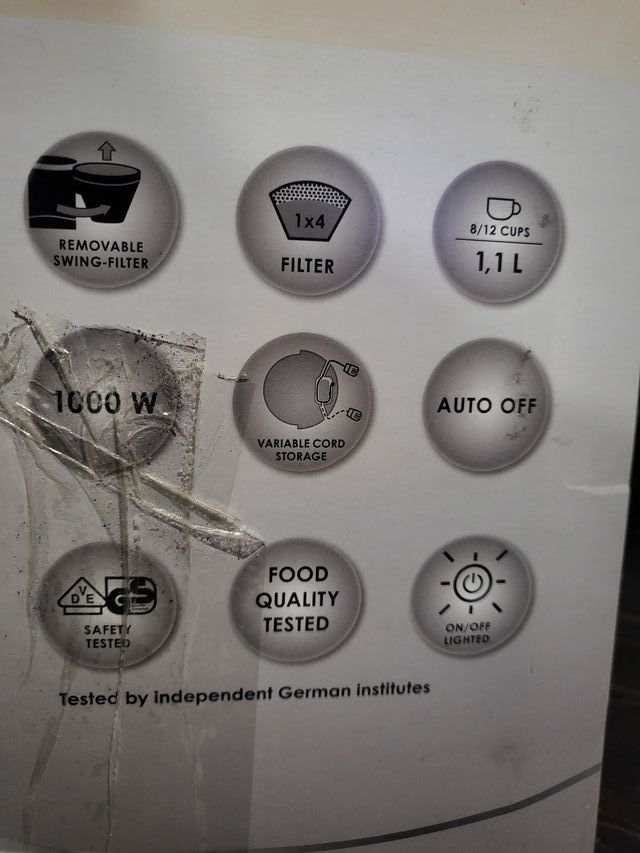 REMOVABLE
SWING-FILTER
1x4
FILTER
8/12 CUPS
1,1 L
1000 W
VARIABLE CORD
STORAGE
AUTO OFF
DVE
GS
SAFETY
TESTED
FOOD
QUALITY
TESTED
ON/OFF
LIGHTED
Tested by independent German institutes